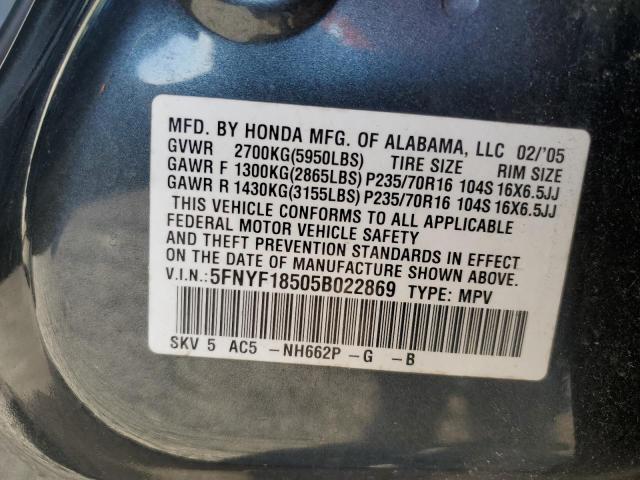 MFD. BY HONDA MFG. OF ALABAMA, LLC 02/'05
GVWR 2700KG(5950LBS) TIRE SIZE RIM SIZE
GAWR F 1300KG(2865LBS) P235/70R16 104S 16X6.5JJ
GAWR R 1430KG(3155LBS) P235/70R16 104S 16X6.5JJ
THIS VEHICLE CONFORMS TO ALL APPLICABLE
FEDERAL MOTOR VEHICLE SAFETY
AND THEFT PREVENTION STANDARDS IN EFFECT
ON THE DATE OF MANUFACTURE SHOWN ABOVE.
V.I.N.: 5FNYF18505B022869 TYPE: MPV
SKV 5 AC5 -NH662P -G -B